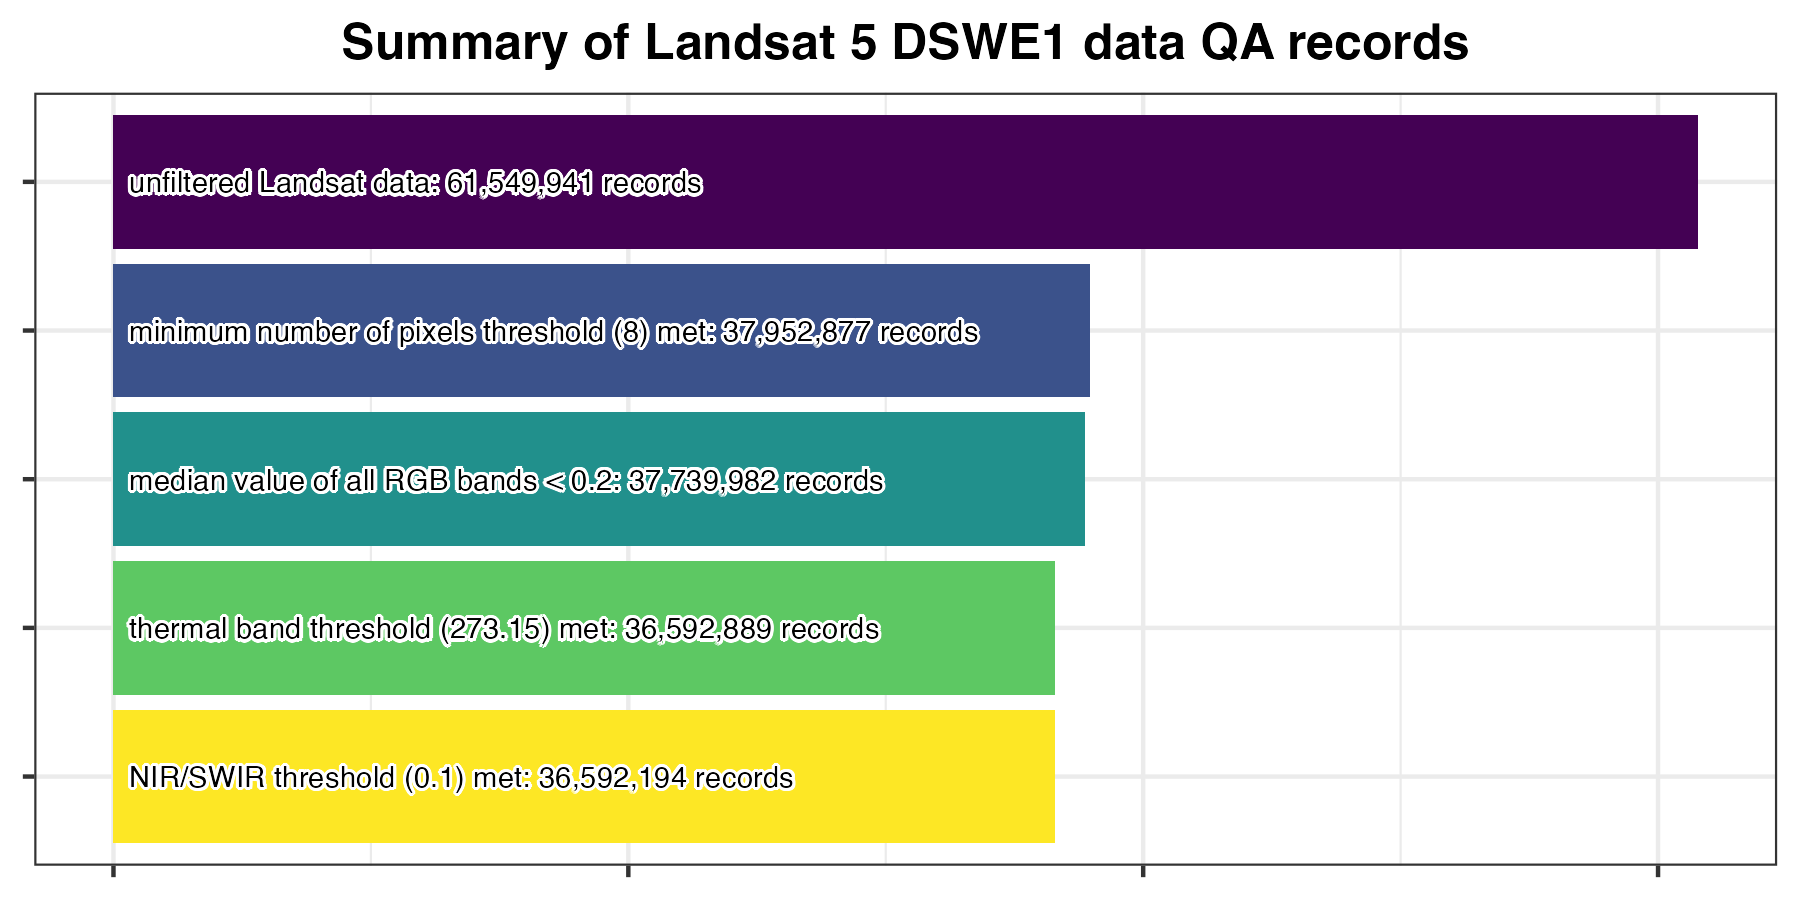 Summary of Landsat 5 DSWE1 data QA records
unfiltered Landsat data: 61,549,941 records
minimum number of pixels threshold (8) met: 37,952,877 records
median value of all RGB bands < 0.2: 37,739,982 records
thermal band threshold (273.15) met: 36,592,889 records
NIR/SWIR threshold (0.1) met: 36,592,194 records